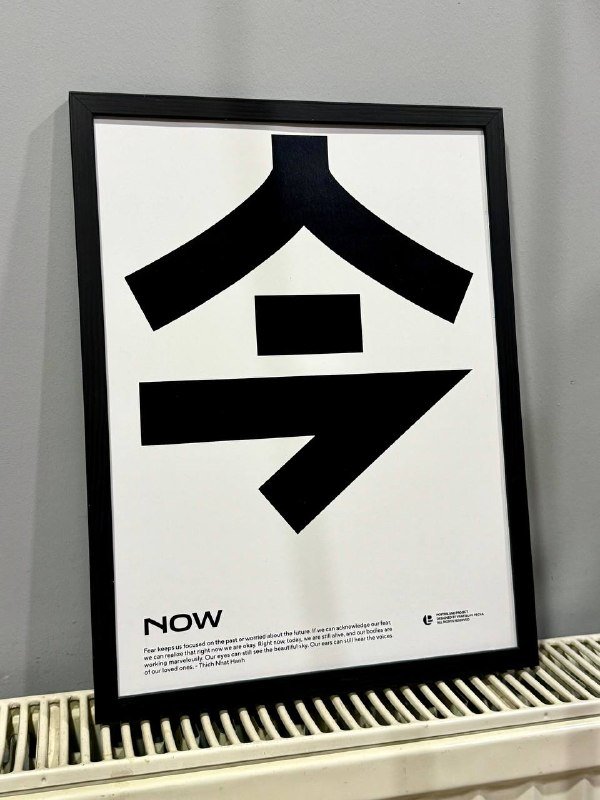 今
NOW
Fear keeps us focused on the past or worried about the future. If we can acknowledge our fear,
we can realize that right now we are okay. Right now, today, we are still alive, and our bodies are
working marvelously. Our eyes can still see the beautiful sky. Our ears can still hear the voices
of our loved ones. - Thich Nhat Hanh
ALL RIGHTS RESERVED